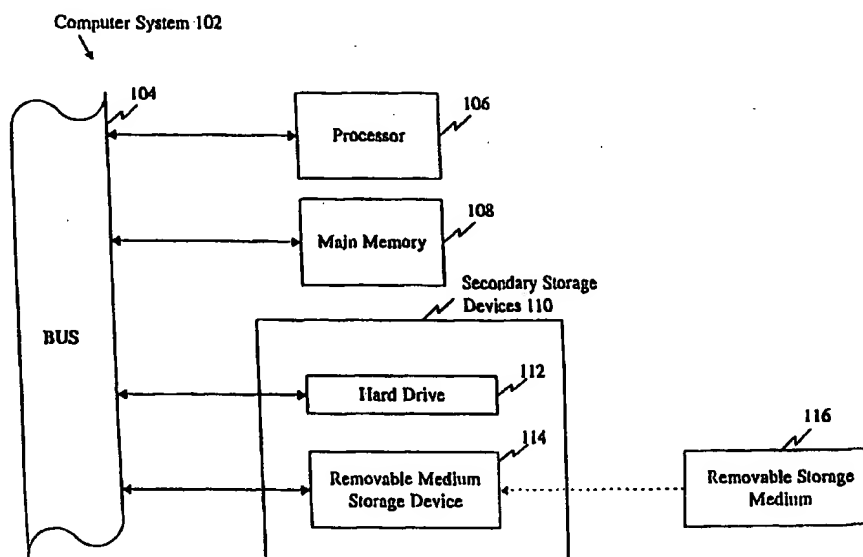 Computer System 102
104
106
Processor
108
Main Memory
Secondary Storage
Devices 110
BUS
112
Hard Drive
114
Removable Medium
Storage Device
116
Removable Storage
Medium